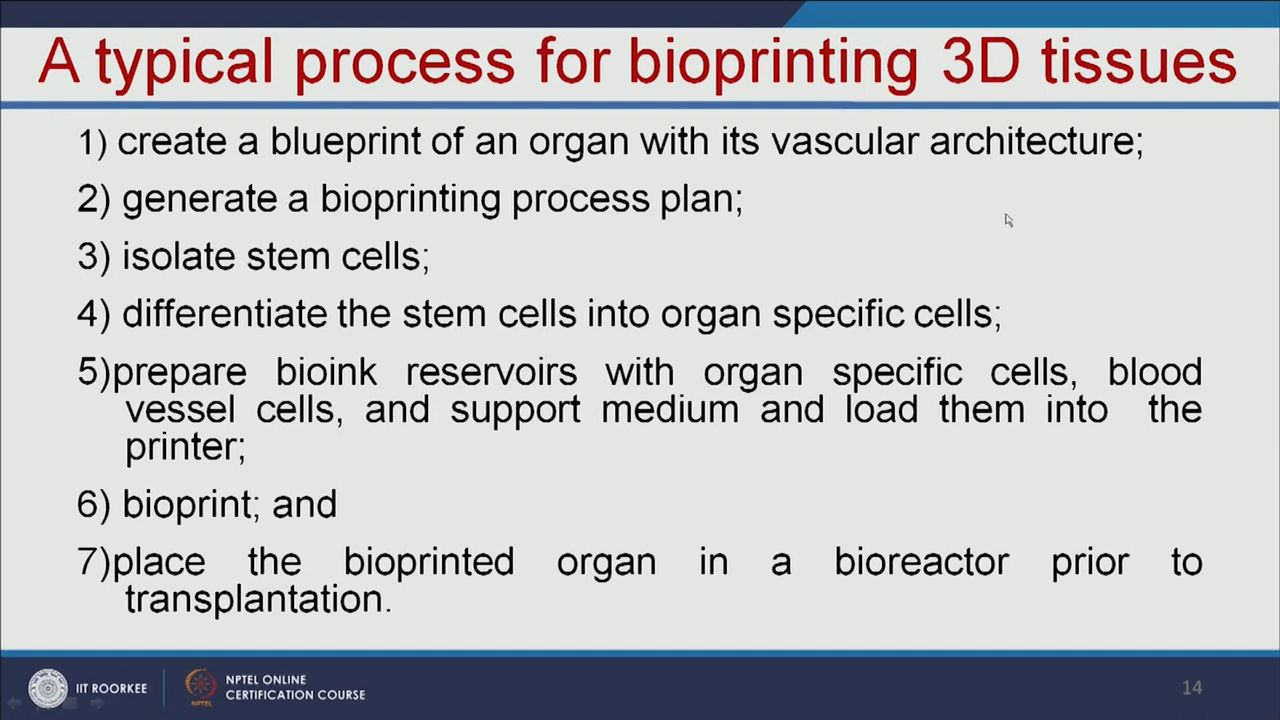 A typical process for bioprinting 3D tissues
1) create a blueprint of an organ with its vascular architecture;
2) generate a bioprinting process plan;
3) isolate stem cells;
4) differentiate the stem cells into organ specific cells;
5)prepare bioink reservoirs with organ specific cells, blood
vessel cells, and support medium and load them into the
printer;
6) bioprint; and
7)place the bioprinted organ in a bioreactor prior to
transplantation.
IIT ROORKEE
NPTEL
NPTEL ONLINE
CERTIFICATION COURSE
14